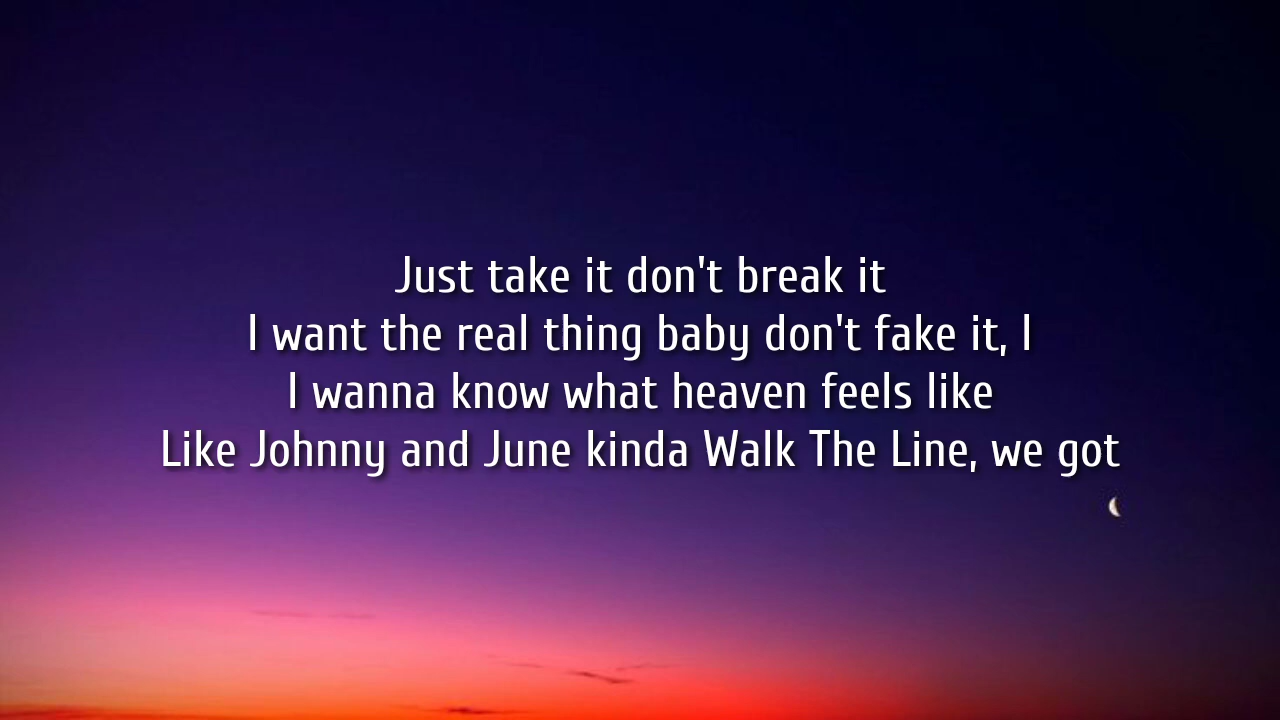 Just take it don't break it
I want the real thing baby don't fake it, I
I wanna know what heaven feels like
Like Johnny and June kinda Walk The Line, we got